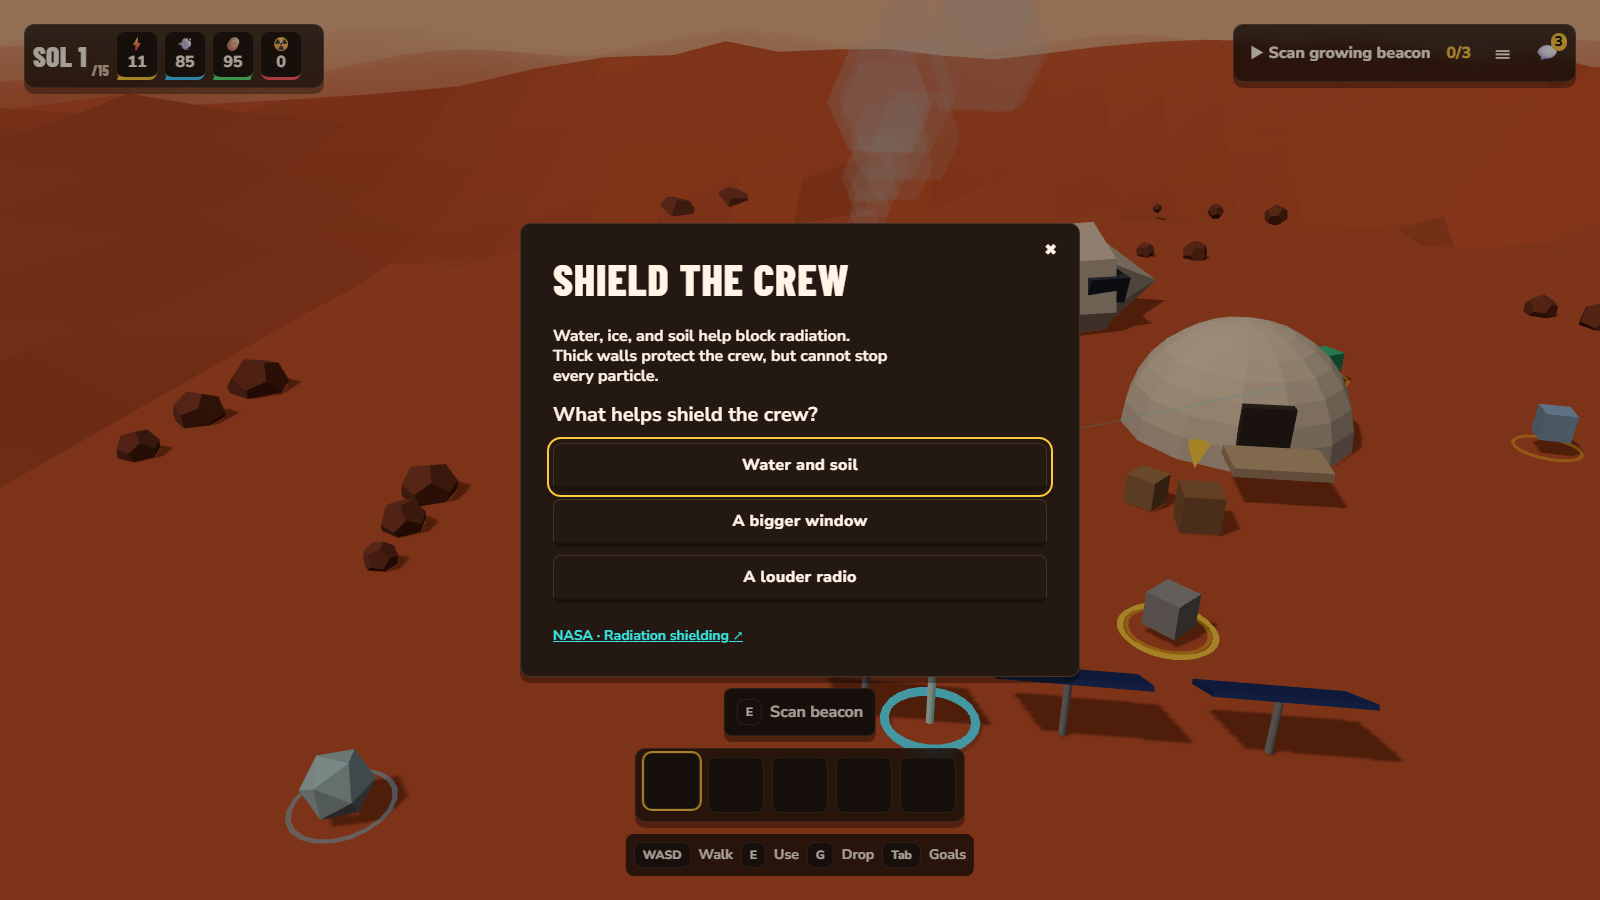 SOL 1 /15
11 85 95 0
▶ Scan growing beacon 0/3
3
SHIELD THE CREW
Water, ice, and soil help block radiation.
Thick walls protect the crew, but cannot stop
every particle.
What helps shield the crew?
Water and soil
A bigger window
A louder radio
NASA · Radiation shielding ↗
E Scan beacon
WASD Walk E Use G Drop Tab Goals